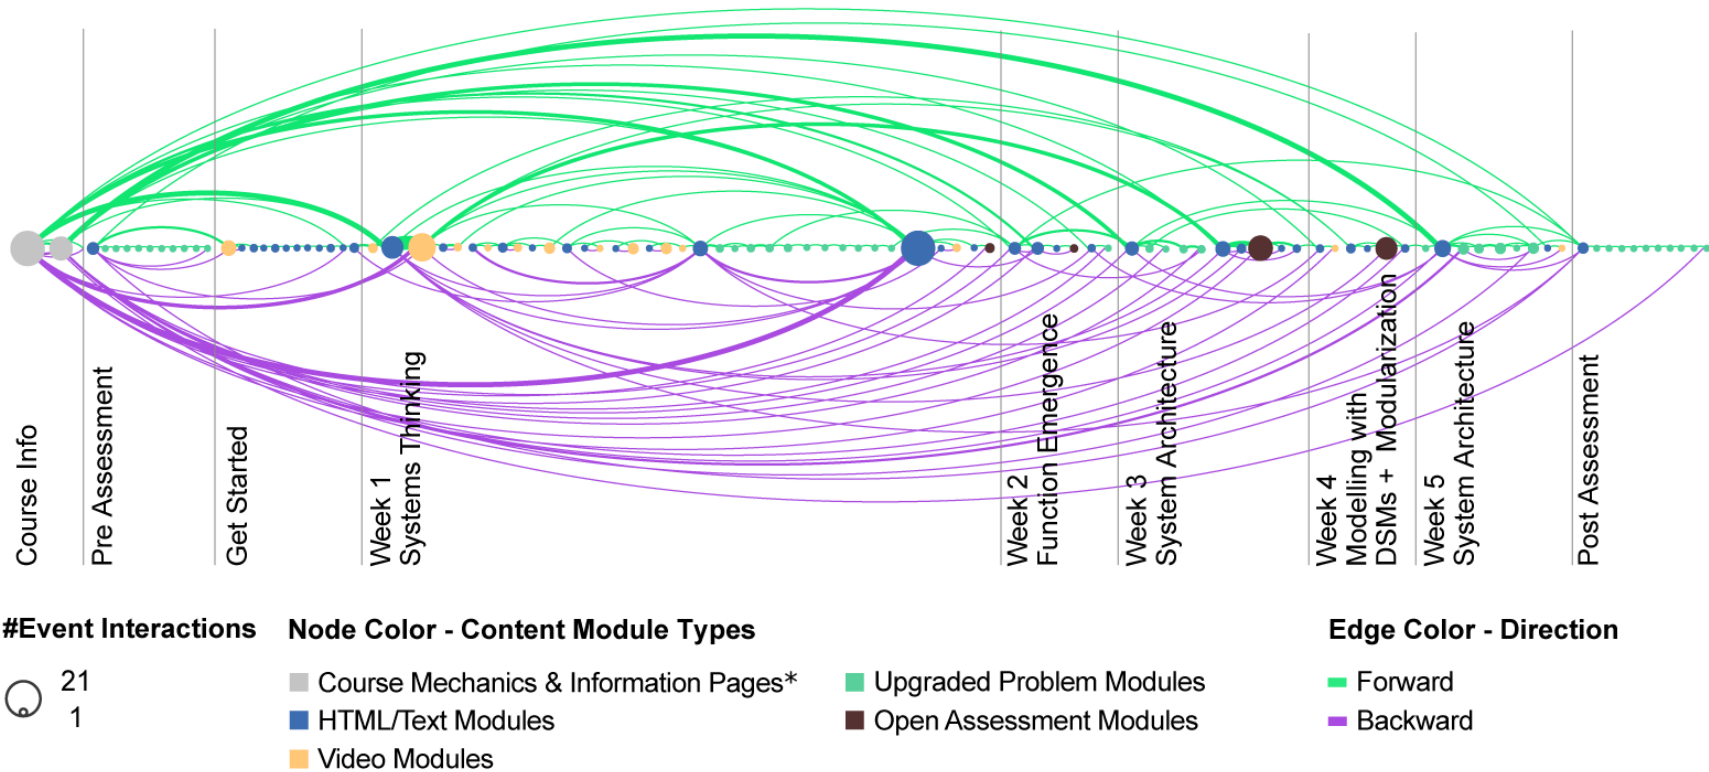 Course Info
Pre Assessment
Get Started
Week 1
Systems Thinking
Week 2
Function Emergence
Week 3
System Architecture
Week 4
Modelling with
DSMs + Modularization
Week 5
System Architecture
Post Assessment
#Event Interactions
21
1
Node Color - Content Module Types
Course Mechanics & Information Pages*
HTML/Text Modules
Video Modules
Upgraded Problem Modules
Open Assessment Modules
Edge Color - Direction
Forward
Backward